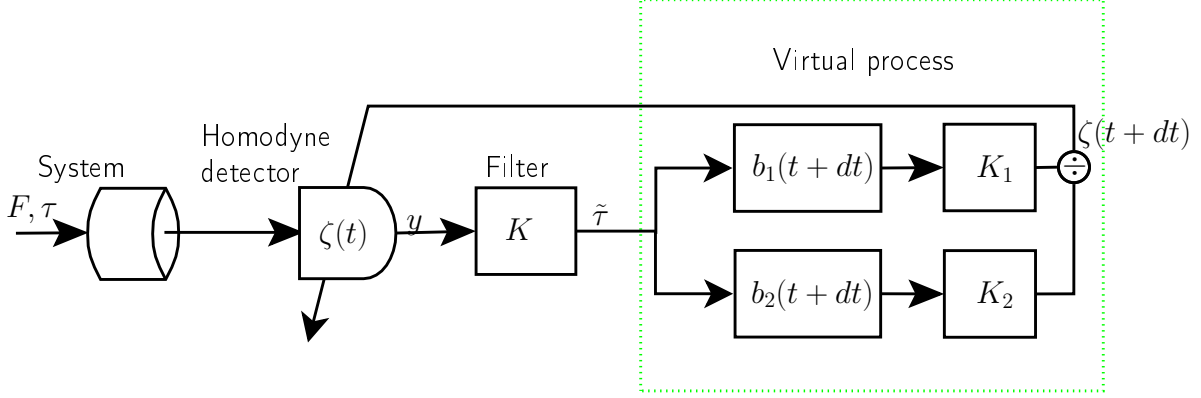 Virtual process
ζ(t + dt)
Homodyne
detector
System
Filter
b₁(t + dt)
K₁
÷
F, τ
ζ(t)
y
K
τ̃
b₂(t + dt)
K₂